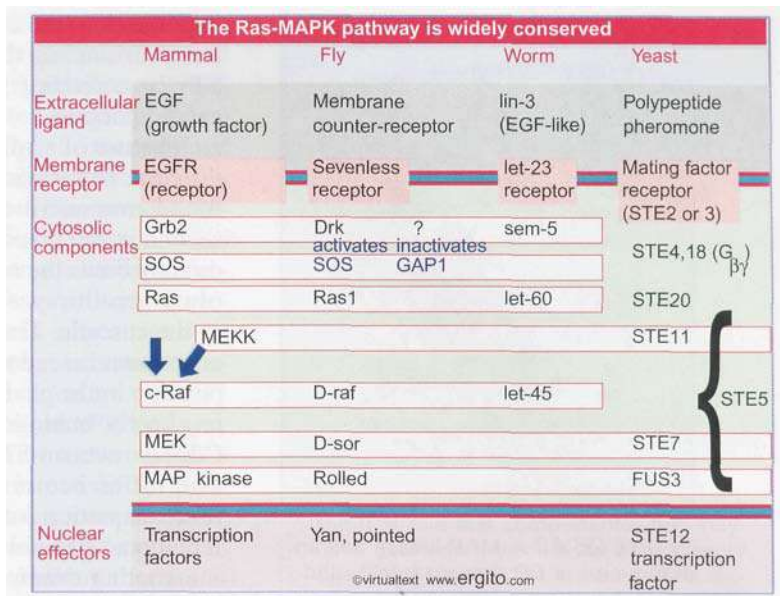 The Ras-MAPK pathway is widely conserved
Mammal Fly Worm Yeast
Extracellular ligand
EGF (growth factor)
Membrane counter-receptor
lin-3 (EGF-like)
Polypeptide pheromone
Membrane receptor
EGFR (receptor)
Sevenless receptor
let-23 receptor
Mating factor receptor (STE2 or 3)
Cytosolic components
Grb2 Drk ? sem-5
activates inactivates
STE4,18 (Gβγ)
SOS SOS GAP1
Ras Ras1 let-60 STE20
MEKK STE11
c-Raf D-raf let-45
STE5
MEK D-sor STE7
MAP kinase Rolled FUS3
Nuclear effectors
Transcription factors
Yan, pointed
STE12 transcription factor
©virtualtext www.ergito.com